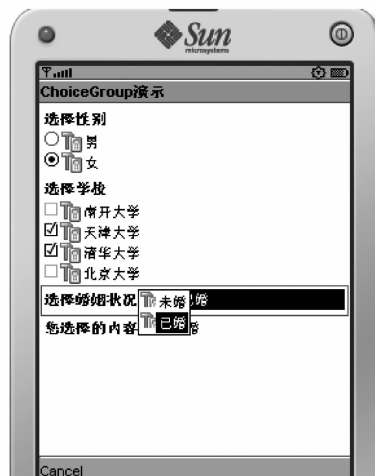 Sun
microsystems
ChoiceGroup演示
选择性别
男
女
选择学校
南开大学
天津大学
清华大学
北京大学
选择婚姻状况 婚
未婚
已婚
您选择的内容 婚
Cancel